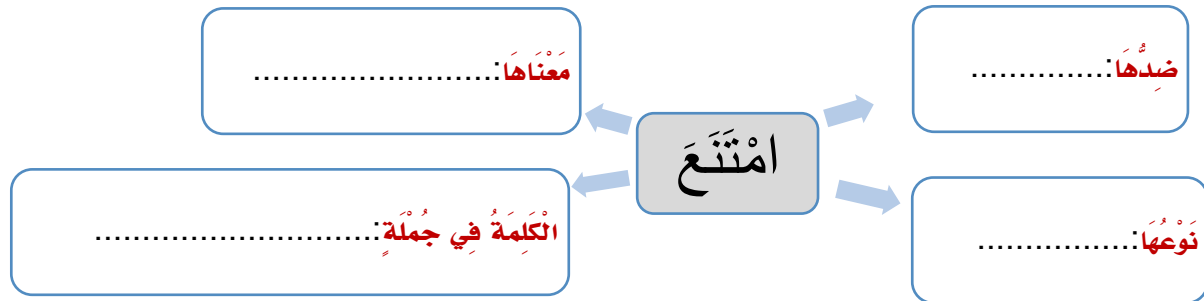 ضِدُّهَا:..............
مَعْنَاهَا:.........................
امْتَنَعَ
نَوْعُهَا:................
الْكَلِمَةُ فِي جُمْلَةٍ:.............................